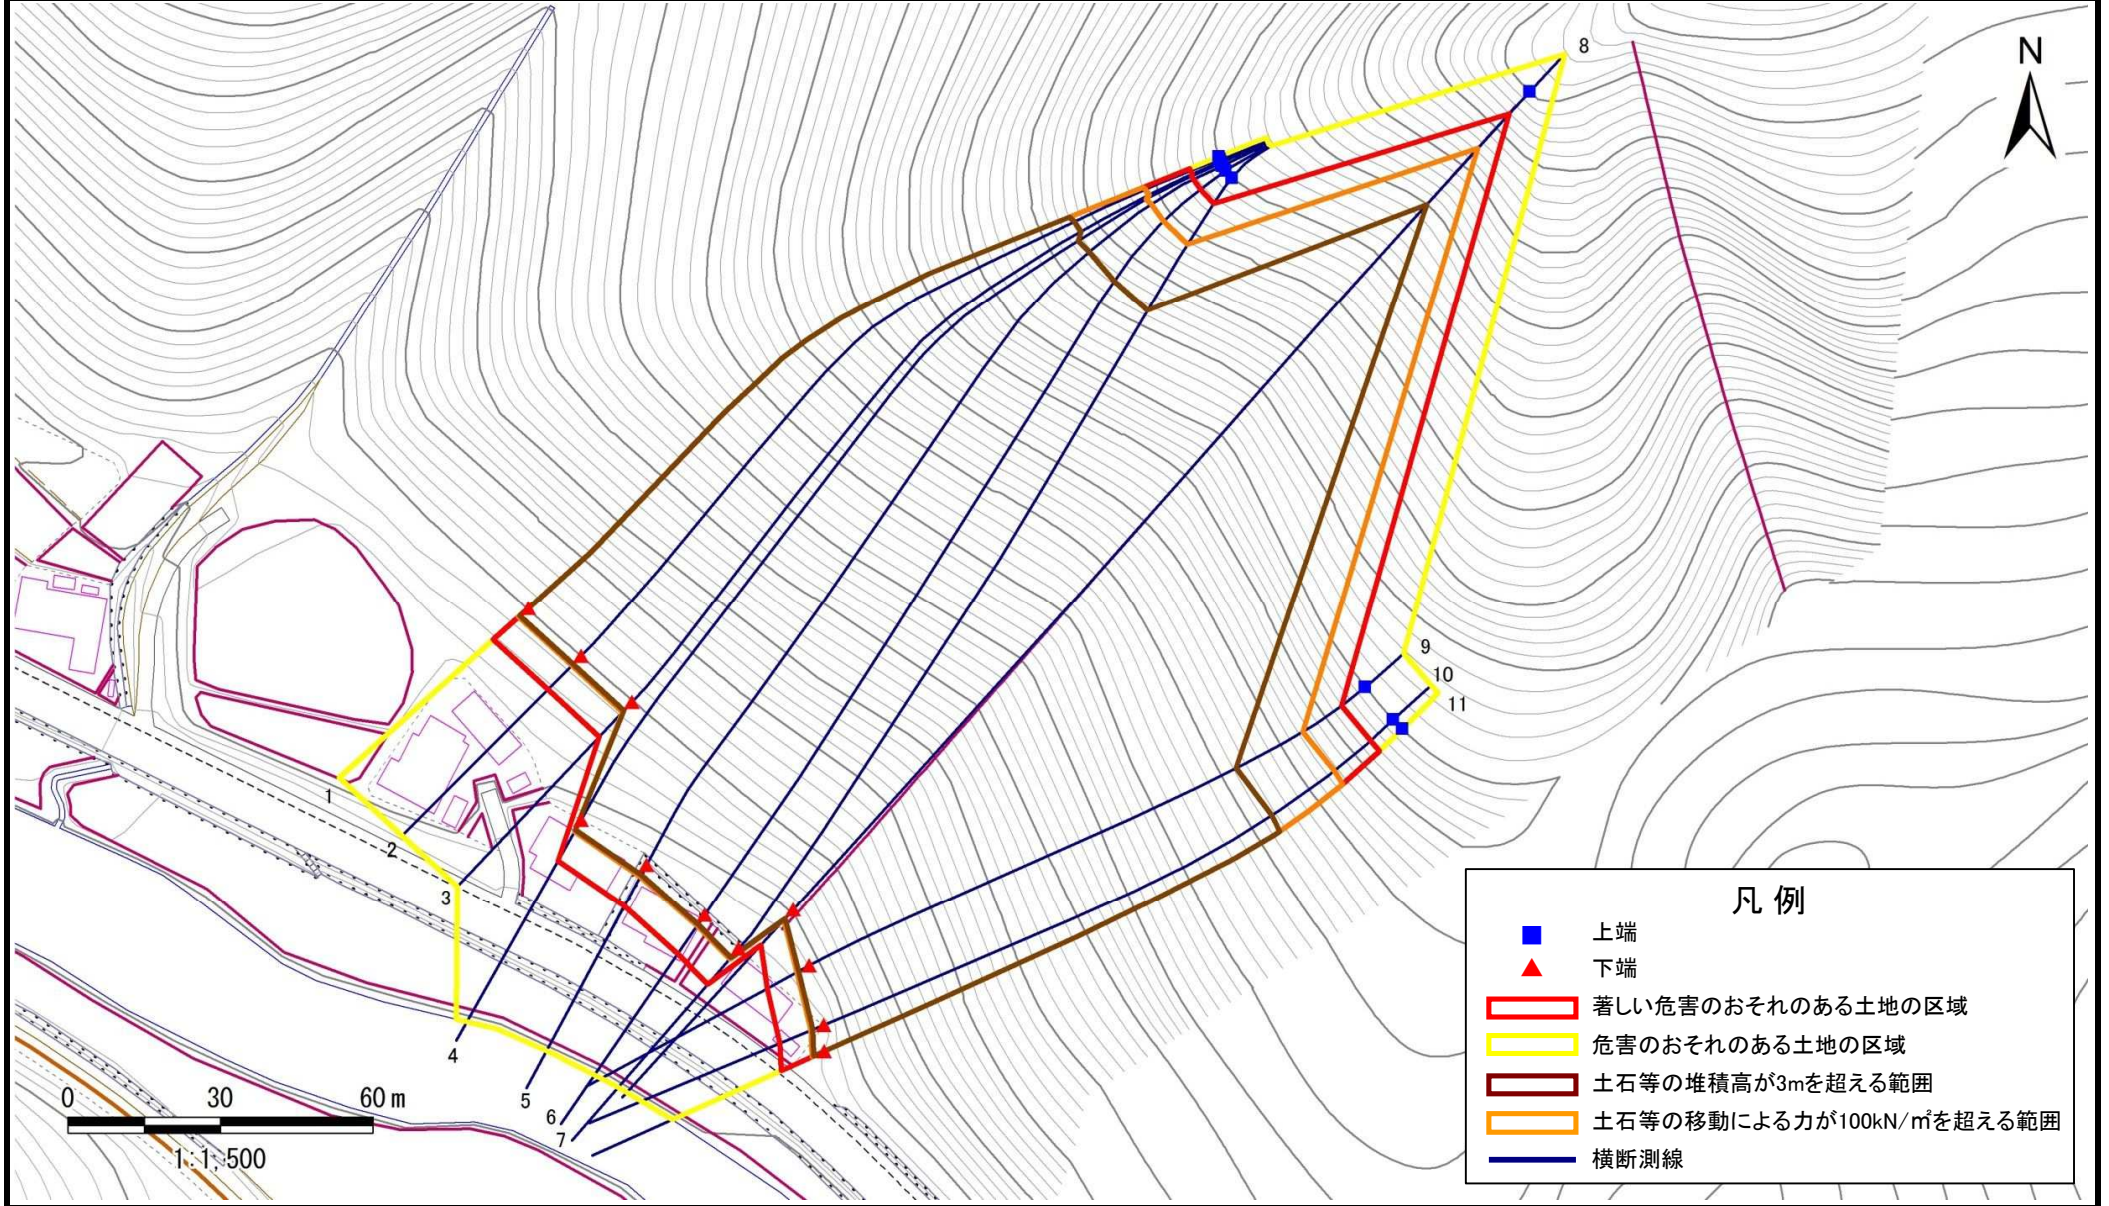 8
N
9
10
11
1
2
3
4
5
6
7
0 30 60 m
1:1,500
凡 例
上端
下端
著しい危害のおそれのある土地の区域
危害のおそれのある土地の区域
土石等の堆積高が3mを超える範囲
土石等の移動による力が100kN/㎡を超える範囲
横断測線